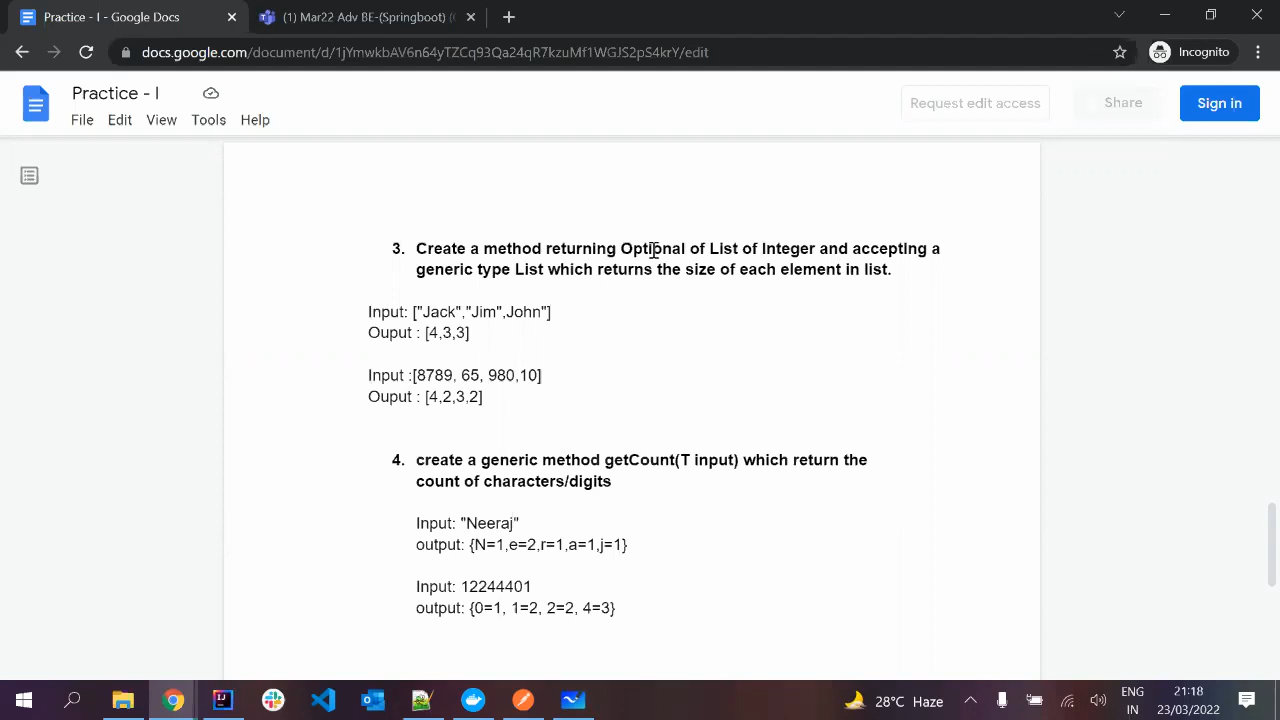 Practice - I - Google Docs
(1) Mar22 Adv BE-(Springboot) (
docs.google.com/document/d/1jYmwkbAV6n64yTZCq93Qa24qR7kzuMf1WGJS2pS4krY/edit
Incognito
Practice - I
File Edit View Tools Help
Request edit access
Share
Sign in
3. Create a method returning Optional of List of Integer and accepting a
generic type List which returns the size of each element in list.
Input: ["Jack","Jim",John"]
Ouput : [4,3,3]
Input :[8789, 65, 980,10]
Ouput : [4,2,3,2]
4. create a generic method getCount(T input) which return the
count of characters/digits
Input: "Neeraj"
output: {N=1,e=2,r=1,a=1,j=1}
Input: 12244401
output: {0=1, 1=2, 2=2, 4=3}
28°C Haze
ENG
IN
21:18
23/03/2022